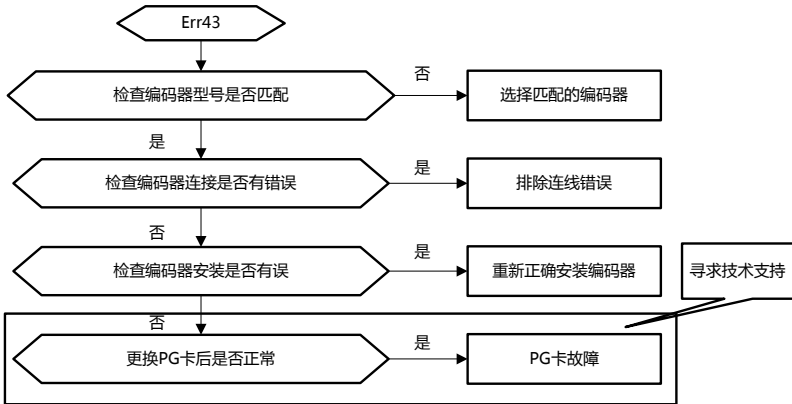 Err43
检查编码器型号是否匹配
否
选择匹配的编码器
是
检查编码器连接是否有错误
是
排除连线错误
否
检查编码器安装是否有误
是
重新正确安装编码器
寻求技术支持
否
更换PG卡后是否正常
是
PG卡故障